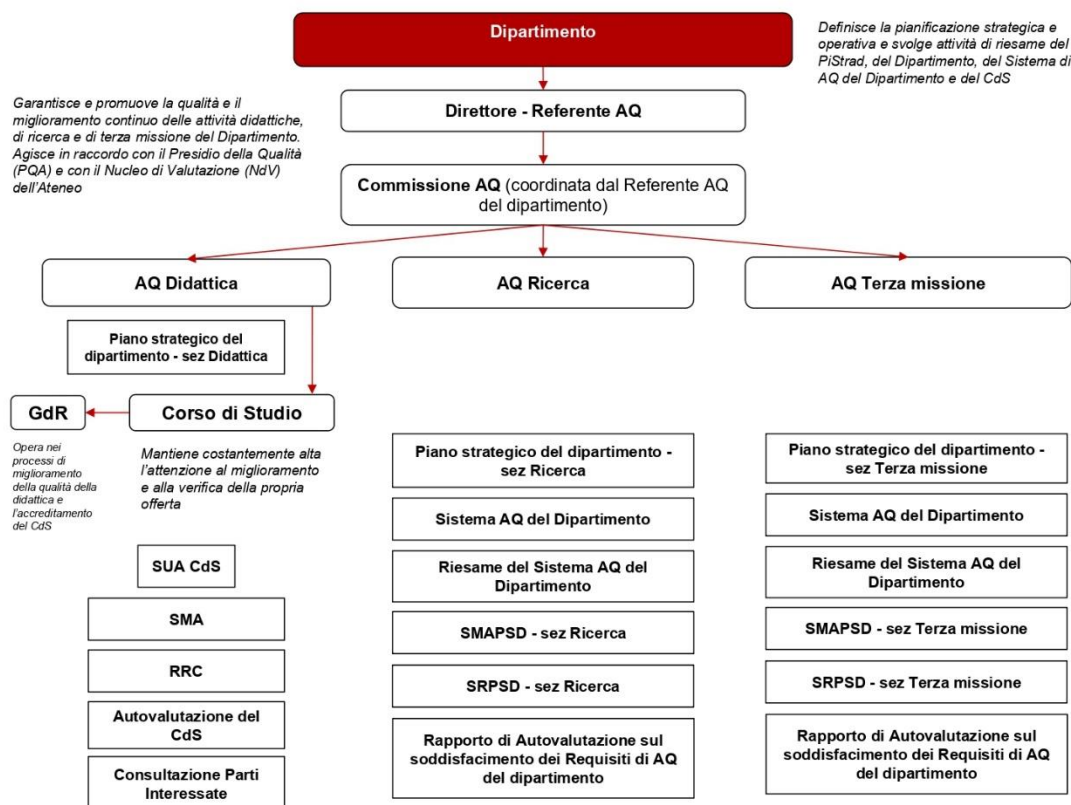 Dipartimento
Definisce la pianificazione strategica e
operativa e svolge attività di riesame del
PiStrad, del Dipartimento, del Sistema di
AQ del Dipartimento e del CdS
Garantisce e promuove la qualità e il
miglioramento continuo delle attività didattiche,
di ricerca e di terza missione del Dipartimento.
Agisce in raccordo con il Presidio della Qualità
(PQA) e con il Nucleo di Valutazione (NdV)
dell'Ateneo
Direttore - Referente AQ
Commissione AQ (coordinata dal Referente AQ
del dipartimento)
AQ Didattica
AQ Ricerca
AQ Terza missione
Piano strategico del
dipartimento - sez Didattica
GdR
Corso di Studio
Opera nei
processi di
miglioramento
della qualità della
didattica e
l'accreditamento
del CdS
Mantiene costantemente alta
l'attenzione al miglioramento
e alla verifica della propria
offerta
SUA CdS
SMA
RRC
Autovalutazione del
CdS
Consultazione Parti
Interessate
Piano strategico del dipartimento -
sez Ricerca
Sistema AQ del Dipartimento
Riesame del Sistema AQ del
Dipartimento
SMAPSD - sez Ricerca
SRPSD - sez Ricerca
Rapporto di Autovalutazione sul
soddisfacimento dei Requisiti di AQ
del dipartimento
Piano strategico del dipartimento -
sez Terza missione
Sistema AQ del Dipartimento
Riesame del Sistema AQ del
Dipartimento
SMAPSD - sez Terza missione
SRPSD - sez Terza missione
Rapporto di Autovalutazione sul
soddisfacimento dei Requisiti di AQ
del dipartimento